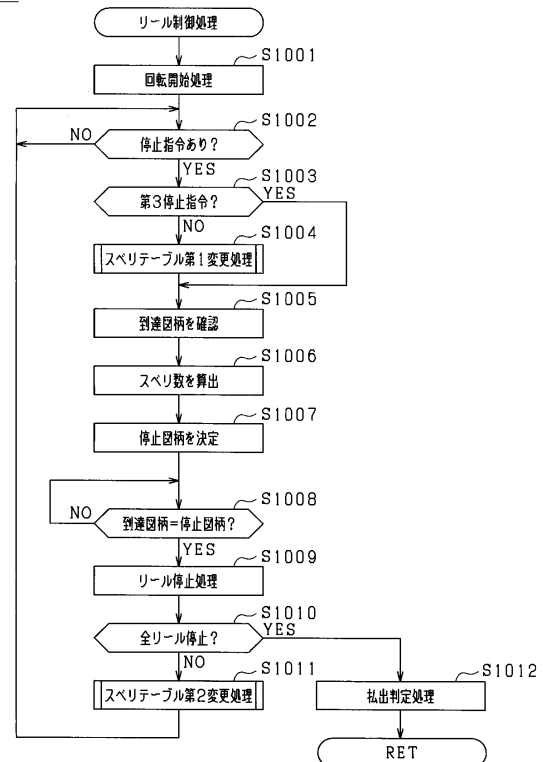 リール制御処理
S1001
回転開始処理
S1002
NO
停止指令あり?
YES
S1003
YES
第3停止指令?
NO
S1004
スベリテーブル第1変更処理
S1005
到達図柄を確認
S1006
スベリ数を算出
S1007
停止図柄を決定
S1008
NO
到達図柄=停止図柄?
YES
S1009
リール停止処理
S1010
YES
全リール停止?
NO
S1011
S1012
スベリテーブル第2変更処理
払出判定処理
RET